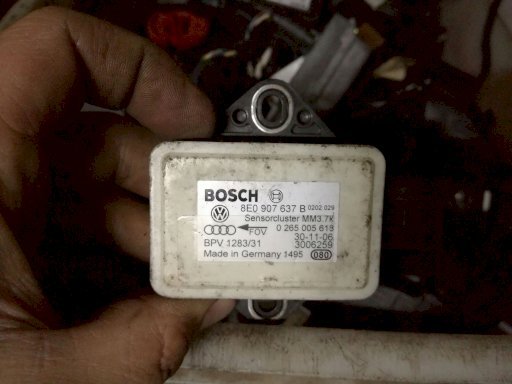 BOSCH
8E0 907 637 B 0202 029
Sensorcluster MM3.7K
FOV 0 265 005 618
30-11-06
BPV 1283/31 3006259
Made in Germany 1495 080